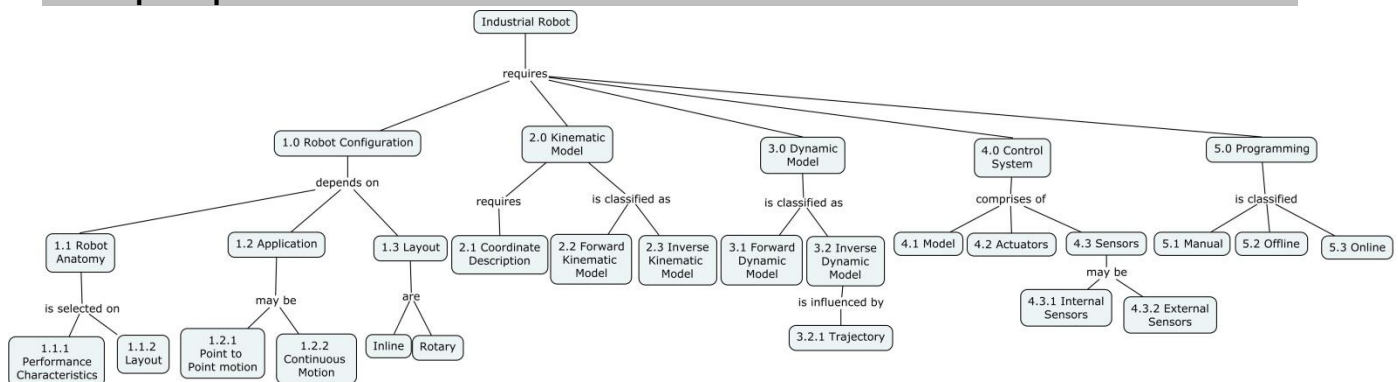 Industrial Robot
requires
1.0 Robot Configuration
2.0 Kinematic
Model
3.0 Dynamic
Model
4.0 Control
System
5.0 Programming
depends on
requires
is classified as
is classified as
comprises of
is classified
1.1 Robot
Anatomy
1.2 Application
1.3 Layout
2.1 Coordinate
Description
2.2 Forward
Kinematic
Model
2.3 Inverse
Kinematic
Model
3.1 Forward
Dynamic
Model
3.2 Inverse
Dynamic
Model
4.1 Model
4.2 Actuators
4.3 Sensors
5.1 Manual
5.2 Offline
5.3 Online
is selected on
may be
are
is influenced by
may be
1.1.1
Performance
Characteristics
1.1.2
Layout
1.2.1
Point to
Point motion
1.2.2
Continuous
Motion
Inline
Rotary
3.2.1 Trajectory
4.3.1 Internal
Sensors
4.3.2 External
Sensors